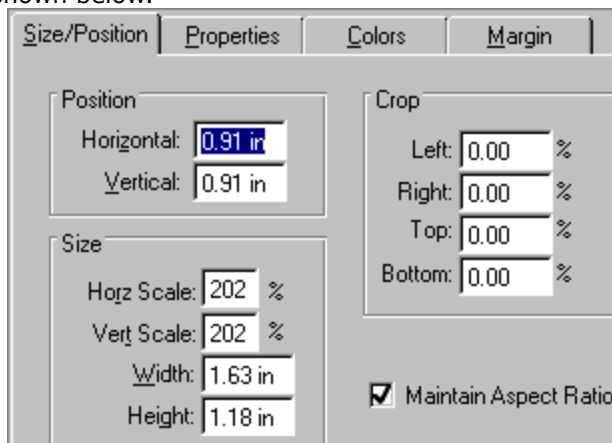 shown below.
Size/Position Properties Colors Margin
Position
Horizontal: 0.91 in
Vertical: 0.91 in
Size
Horz Scale: 202 %
Vert Scale: 202 %
Width: 1.63 in
Height: 1.18 in
Crop
Left: 0.00 %
Right: 0.00 %
Top: 0.00 %
Bottom: 0.00 %
Maintain Aspect Ratio